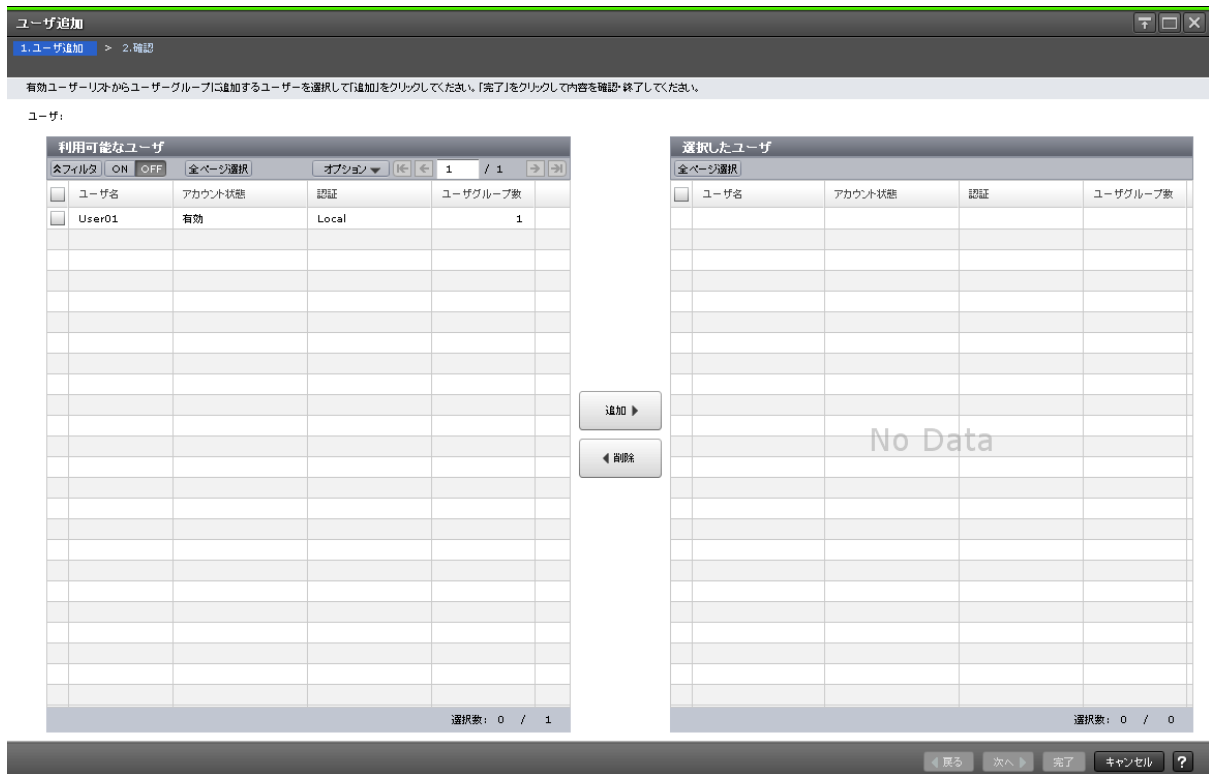 ユーザ追加
1.ユーザ追加 > 2.確認
有効ユーザーリストからユーザーグループに追加するユーザーを選択して「追加」をクリックしてください。「完了」をクリックして内容を確認・終了してください。
ユーザ:
利用可能なユーザ
フィルタ ON OFF 全ページ選択 オプション 1 / 1
ユーザ名 アカウント状態 認証 ユーザグループ数
User01 有効 Local 1
選択数: 0 / 1
追加
削除
選択したユーザ
全ページ選択
ユーザ名 アカウント状態 認証 ユーザグループ数
No Data
選択数: 0 / 0
戻る 次へ 完了 キャンセル ?